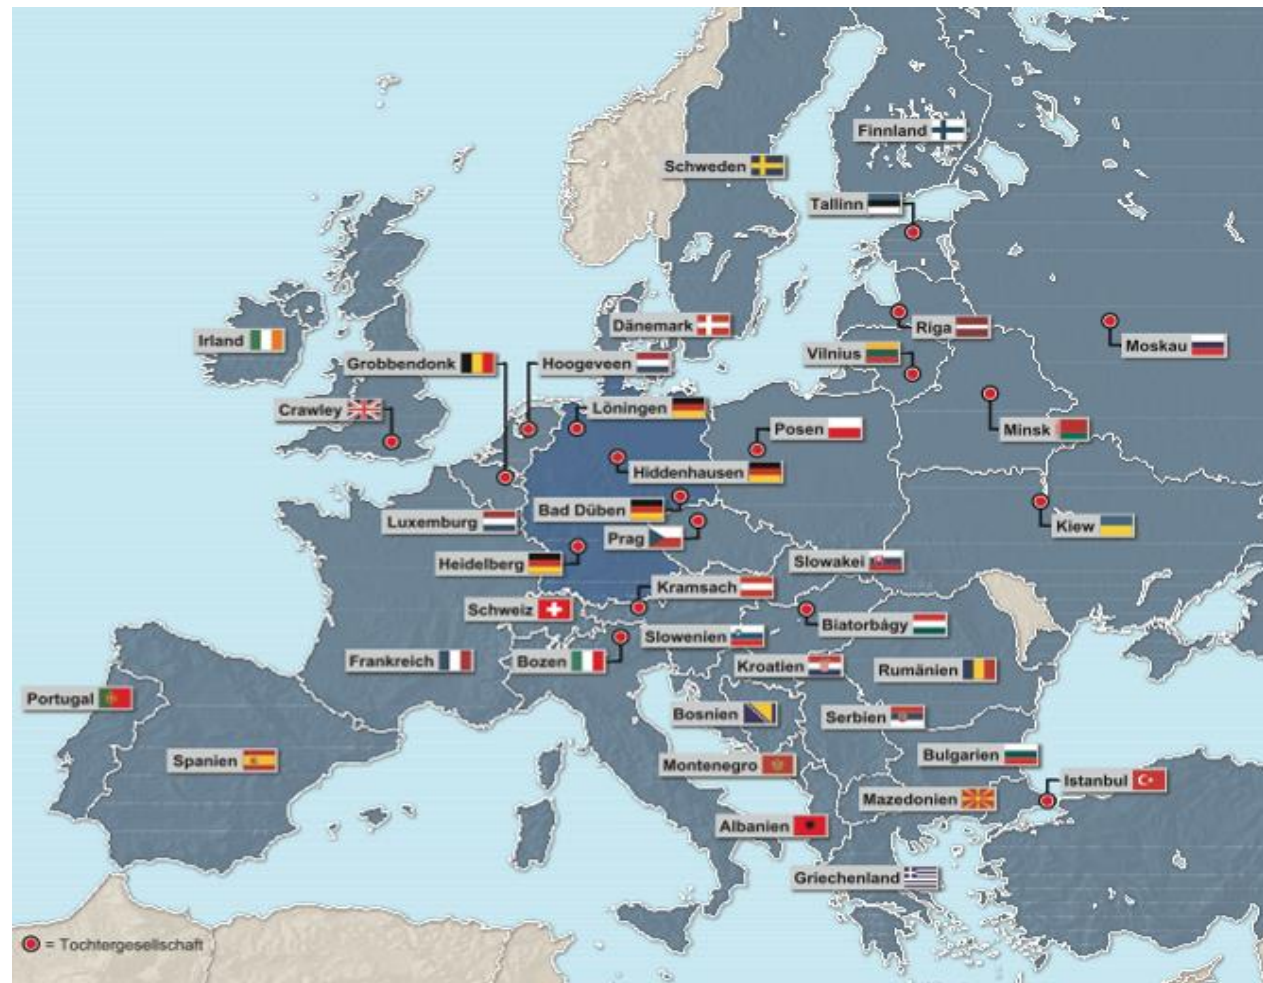 Finnland
Schweden
Tallinn
Dänemark
Riga
Irland
Moskau
Vilnius
Grobbendonk
Hoogeveen
Crawley
Löningen
Posen
Minsk
Hiddenhausen
Bad Düben
Luxemburg
Kiew
Prag
Heidelberg
Slowakei
Kramsach
Schweiz
Biatorbágy
Slowenien
Frankreich
Bozen
Kroatien
Rumänien
Portugal
Bosnien
Serbien
Spanien
Bulgarien
Montenegro
Istanbul
Mazedonien
Albanien
Griechenland
= Tochtergesellschaft